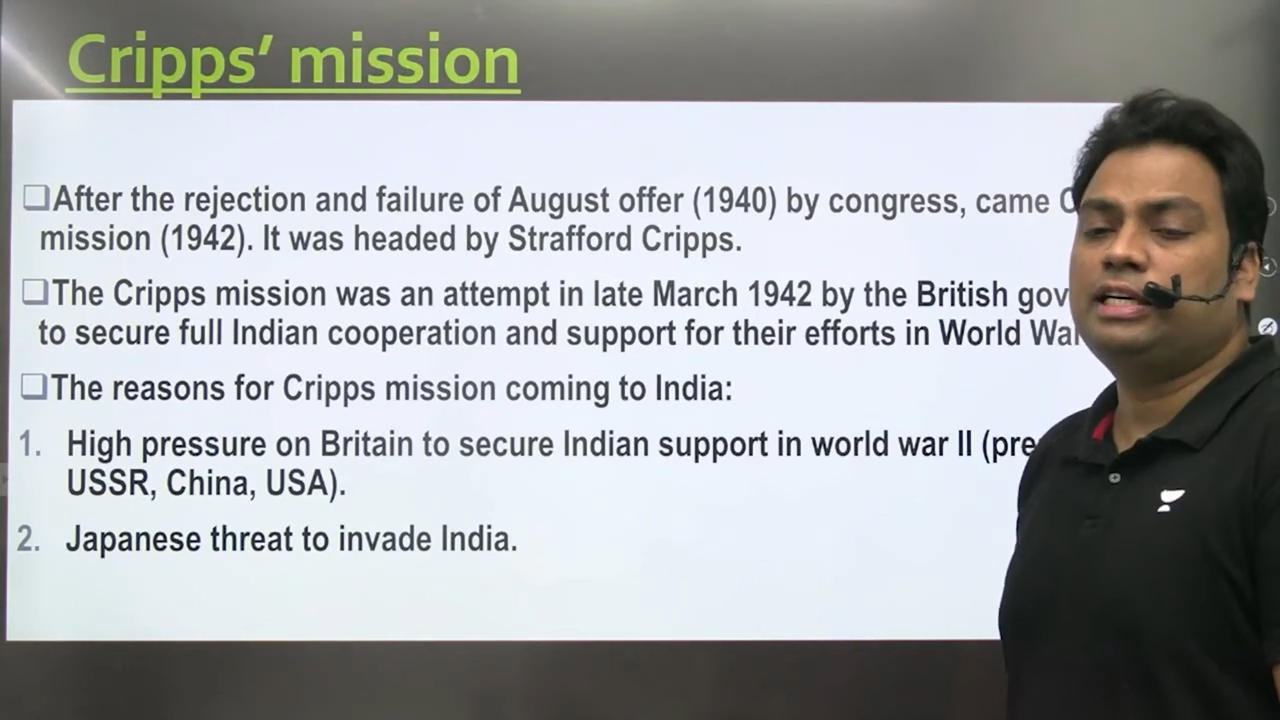 Cripps’ mission
After the rejection and failure of August offer (1940) by congress, came
mission (1942). It was headed by Strafford Cripps.
The Cripps mission was an attempt in late March 1942 by the British
to secure full Indian cooperation and support for their efforts in World
The reasons for Cripps mission coming to India:
1. High pressure on Britain to secure Indian support in world war II
USSR, China, USA).
2. Japanese threat to invade India.